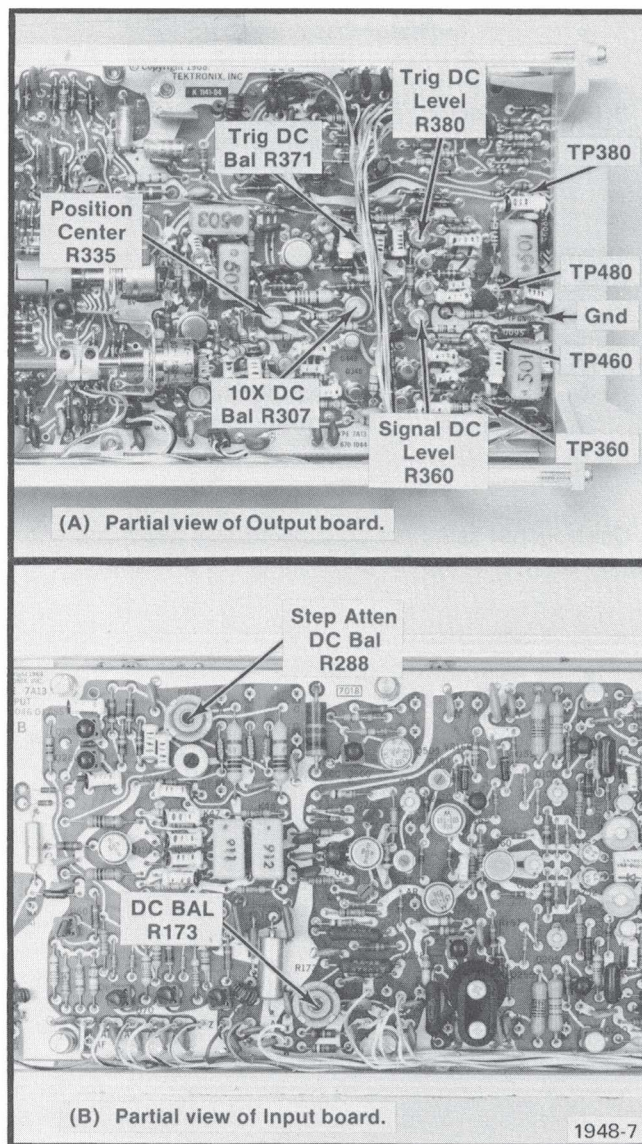 © Copyright 1968
TEKTRONIX, INC
Trig DC
Level
R380
Trig DC
Bal R371
TP380
Position
Center
R335
TP480
Gnd
TP460
10X DC
Bal R307
Signal DC
Level
R360
TP360
(A) Partial view of Output board.
Step Atten
DC Bal
R288
7A13
B
7018
DC BAL
R173
(B) Partial view of Input board.
1948-7